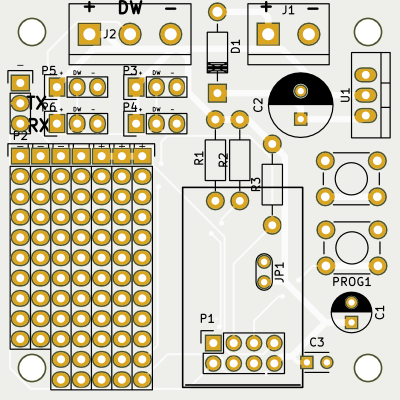 + DW −
+ − J1
J2
D1
P5 + DW −
P3 + DW −
C2
U1
TX
P6 + DW −
P4 + DW −
RX
P2
− − − − + + +
R1
R2
R3
JP1
PROG1
C1
P1
C3